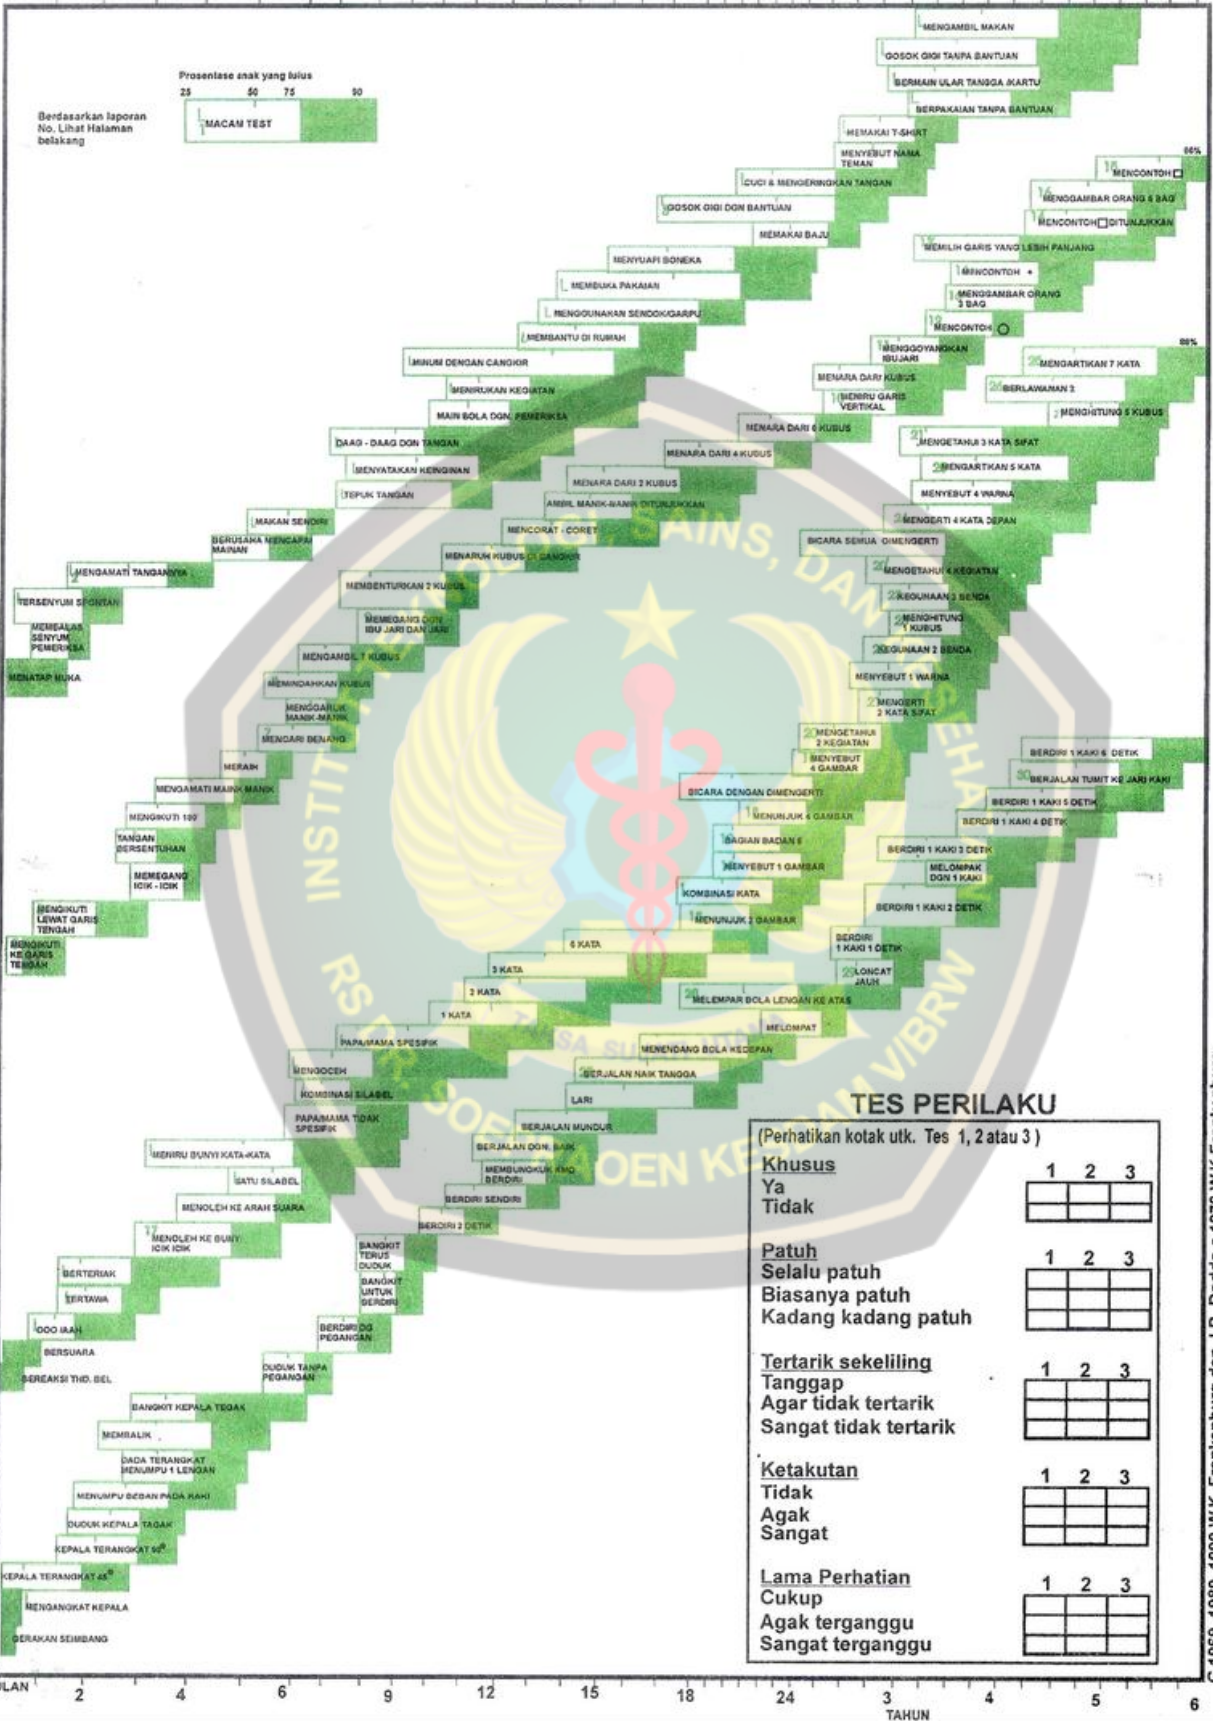 Prosentase anak yang lulus
25 50 75 90
Berdasarkan laporan
No. Lihat Halaman
belakang
MACAM TEST
MENGAMBIL MAKAN
GOSOK GIGI TANPA BANTUAN
BERMAIN ULAR TANGGA /KARTU
BERPAKAIAN TANPA BANTUAN
MEMAKAI T-SHIRT
MENYEBUT NAMA
TEMAN
CUCI & MENGERINGKAN TANGAN
GOSOK GIGI DGN BANTUAN
MEMAKAI BAJU
MENYUAPI BONEKA
MEMBUKA PAKAIAN
MENGGUNAKAN SENDOK/GARPU
MEMBANTU DI RUMAH
MINUM DENGAN CANGKIR
MENIRUKAN KEGIATAN
MAIN BOLA DGN. PEMERIKSA
DAAG - DAAG DGN TANGAN
MENYATAKAN KEINGINAN
TEPUK TANGAN
MAKAN SENDIRI
BERUSAHA MENCAPAI
MAINAN
MENGAMATI TANGANNYA
TERSENYUM SPONTAN
MEMBALAS
SENYUM
PEMERIKSA
MENATAP MUKA
MENCONTOH
MENGGAMBAR ORANG 6 BAG
MENCONTOH DITUNJUKKAN
MEMILIH GARIS YANG LEBIH PANJANG
MENCONTOH +
MENGGAMBAR ORANG
3 BAG
MENCONTOH
MENGGOYANGKAN
IBU JARI
MENARA DARI KUBUS
MENIRU GARIS
VERTIKAL
MENARA DARI 6 KUBUS
MENARA DARI 4 KUBUS
MENARA DARI 2 KUBUS
AMBIL MANIK-MANIK DITUNJUKKAN
MENCORAT - CORET
MENARUH KUBUS DI CANGKIR
MEMBENTURKAN 2 KUBUS
MEMEGANG DGN
IBU JARI DAN JARI
MENGAMBIL 7 KUBUS
MEMINDAHKAN KUBUS
MENGGARUK
MANIK-MANIK
MENCARI BENANG
MERAIH
MENGAMATI MANIK MANIK
MENGIKUTI 180
TANGAN
BERSENTUHAN
MEMEGANG
ICIK - ICIK
MENGIKUTI
LEWAT GARIS
TENGAH
MENGIKUTI
KE GARIS
TENGAH
MENGARTIKAN 7 KATA
BERLAWANAN 2
MENGHITUNG 5 KUBUS
MENGETAHUI 3 KATA SIFAT
MENGARTIKAN 5 KATA
MENYEBUT 4 WARNA
MENGERTI 4 KATA DEPAN
BICARA SEMUA DIMENGERTI
MENGETAHUI 4 KEGIATAN
KEGUNAAN 3 BENDA
MENGHITUNG
1 KUBUS
KEGUNAAN 2 BENDA
MENYEBUT 1 WARNA
MENGERTI
2 KATA SIFAT
MENGETAHUI
2 KEGIATAN
MENYEBUT
4 GAMBAR
BICARA DENGAN DIMENGERTI
MENUNJUK 4 GAMBAR
BAGIAN BADAN 6
MENYEBUT 1 GAMBAR
KOMBINASI KATA
MENUNJUK 2 GAMBAR
6 KATA
3 KATA
2 KATA
1 KATA
PAPA/MAMA SPESIFIK
MENGOCEH
KOMBINASI SILABEL
PAPA/MAMA TIDAK
SPESIFIK
MENIRU BUNYI KATA-KATA
SATU SILABEL
MENOLEH KE ARAH SUARA
MENOLEH KE BUNYI
ICIK ICIK
BERTERIAK
TERTAWA
OOO /AAH
BERSUARA
BEREAKSI THD. BEL
BERDIRI 1 KAKI 6 DETIK
30 BERJALAN TUMIT KE JARI KAKI
BERDIRI 1 KAKI 5 DETIK
BERDIRI 1 KAKI 4 DETIK
BERDIRI 1 KAKI 3 DETIK
MELOMPAK
DGN 1 KAKI
BERDIRI 1 KAKI 2 DETIK
BERDIRI
1 KAKI 1 DETIK
29 LONCAT
JAUH
MELEMPAR BOLA LENGAN KE ATAS
MELOMPAT
MENENDANG BOLA KEDEPAN
BERJALAN NAIK TANGGA
LARI
BERJALAN MUNDUR
BERJALAN DGN. BAIK
MEMBUNGKUK KMD
BERDIRI
BERDIRI SENDIRI
BERDIRI 2 DETIK
BANGKIT
TERUS
DUDUK
BANGKIT
UNTUK
BERDIRI
BERDIRI DG
PEGANGAN
DUDUK TANPA
PEGANGAN
BANGKIT KEPALA TEGAK
MEMBALIK
DADA TERANGKAT
MENUMPU 1 LENGAN
MENUMPU BEBAN PADA KAKI
DUDUK KEPALA TAGAK
KEPALA TERANGKAT 90°
KEPALA TERANGKAT 45°
MENGANGKAT KEPALA
GERAKAN SEIMBANG
INSTITUT TEKNOLOGI, SAINS, DAN KESEHATAN
RS DR. SOEPRAOEN KESDAM V/BRW
TES PERILAKU
(Perhatikan kotak utk. Tes 1, 2 atau 3 )
Khusus 1 2 3
Ya
Tidak
Patuh 1 2 3
Selalu patuh
Biasanya patuh
Kadang kadang patuh
Tertarik sekeliling 1 2 3
Tanggap
Agar tidak tertarik
Sangat tidak tertarik
Ketakutan 1 2 3
Tidak
Agak
Sangat
Lama Perhatian 1 2 3
Cukup
Agak terganggu
Sangat terganggu
2 4 6 9 12 15 18 24 3 4 5 6
TAHUN